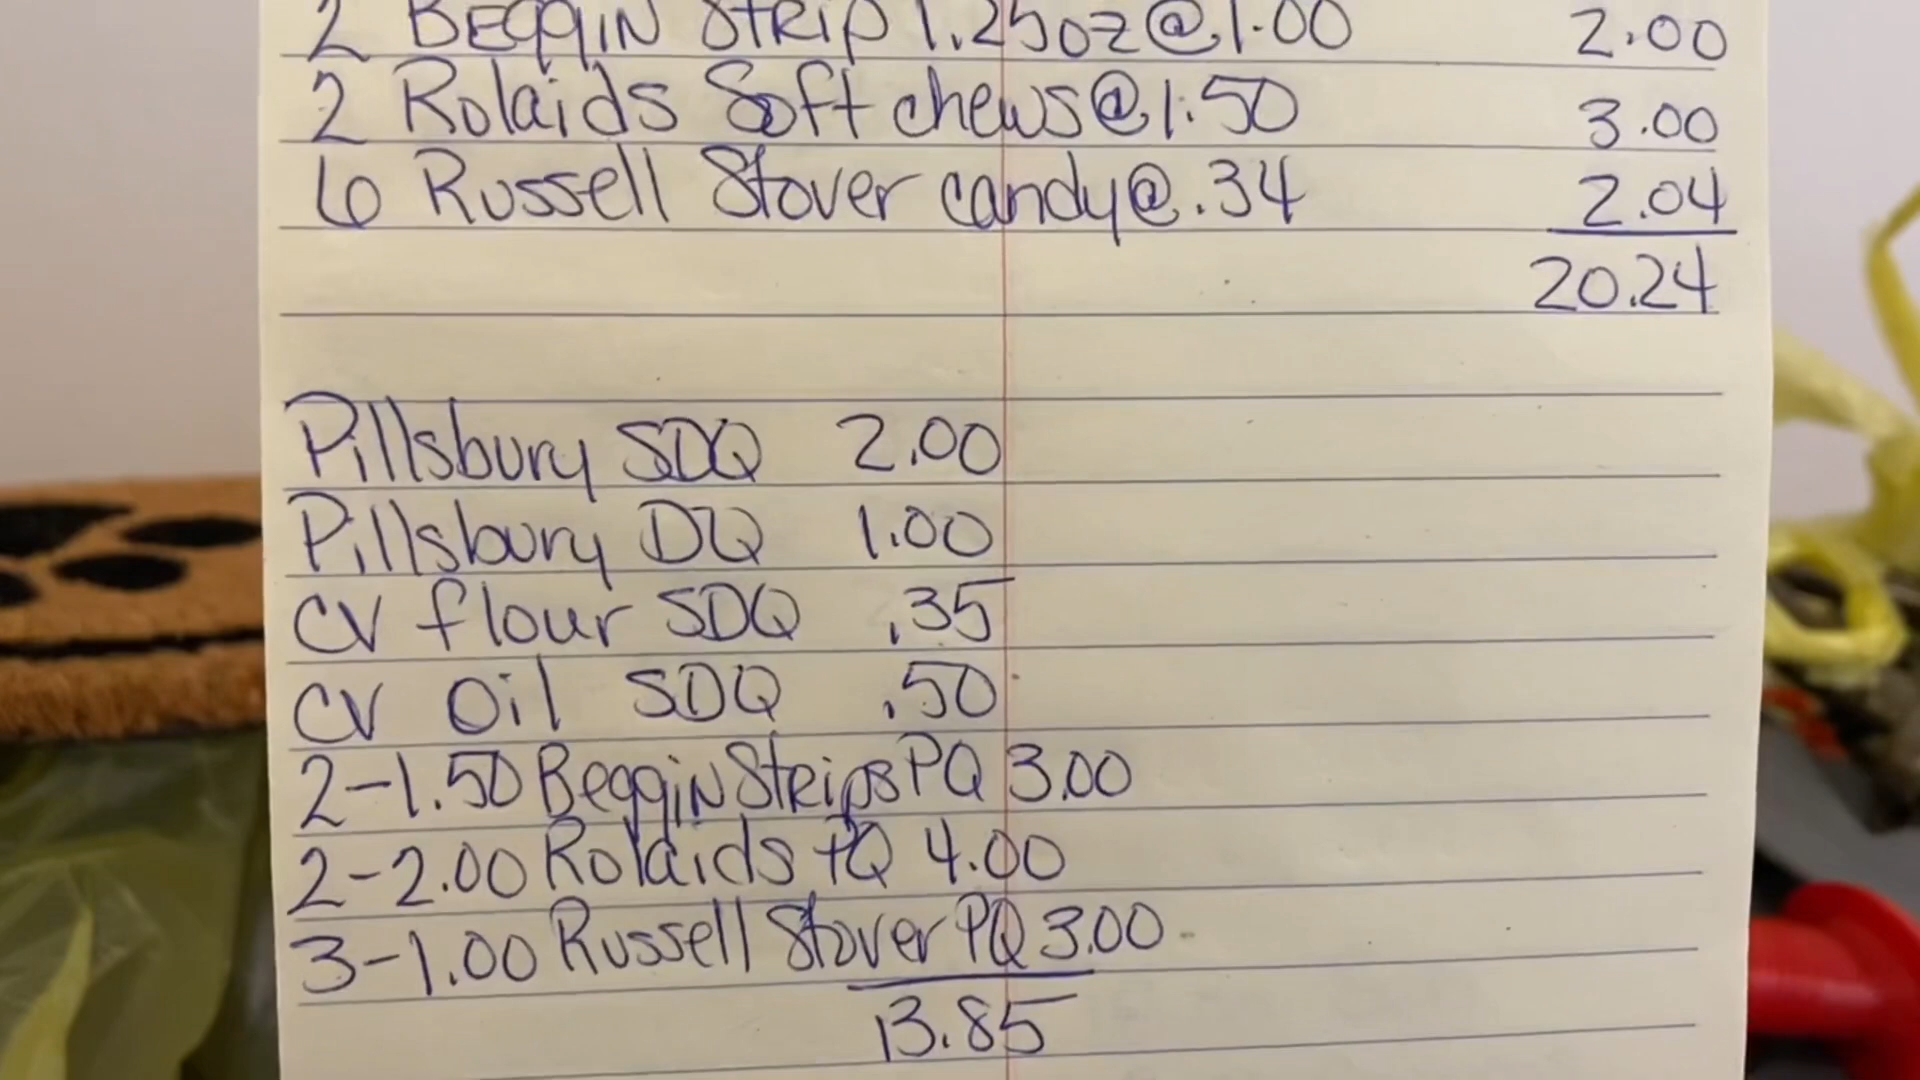 2 BEGGIN Strip 1.25oz@1.00 2.00
2 Rolaids Soft chews@1.50 3.00
6 Russell Stover candy@.34 2.04
20.24
Pillsbury SDQ 2.00
Pillsbury DQ 1.00
CV flour SDQ .35
CV Oil SDQ .50
2-1.50 Beggin Strips PQ 3.00
2-2.00 Rolaids PQ 4.00
3-1.00 Russell Stover PQ 3.00
13.85